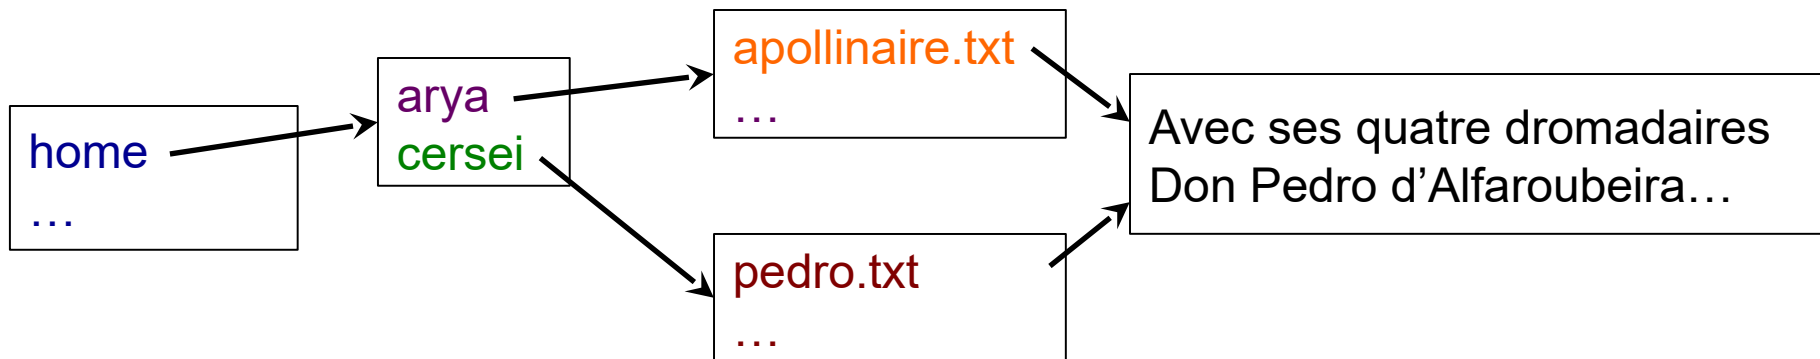 home
…
arya
cersei
apollinaire.txt
…
pedro.txt
…
Avec ses quatre dromadaires
Don Pedro d’Alfaroubeira…